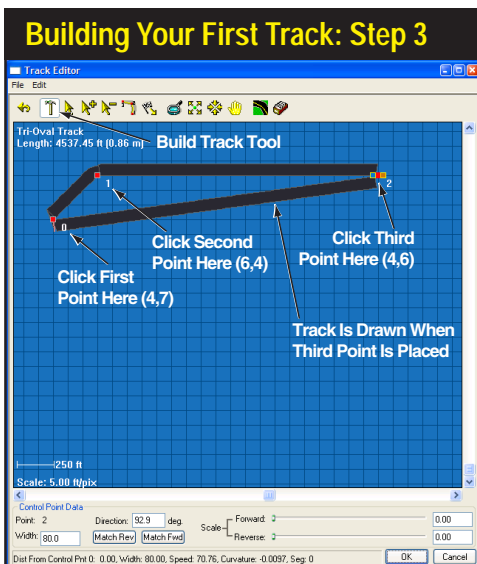 Building Your First Track: Step 3
Track Editor
File Edit
Tri-Oval Track
Length: 4537.45 ft (0.86 m)
Build Track Tool
1
2
0
Click Second
Point Here (6,4)
Click Third
Point Here (4,6)
Click First
Point Here (4,7)
Track Is Drawn When
Third Point Is Placed
250 ft
Scale: 5.00 ft/pix
Control Point Data
Point: 2 Direction: 92.9 deg. Scale Forward: 0.00
Width: 80.0 Match Rev Match Fwd Reverse: 0.00
Dist From Control Pnt 0: 0.00, Width: 80.00, Speed: 70.76, Curvature: -0.0097, Seg: 0 OK Cancel